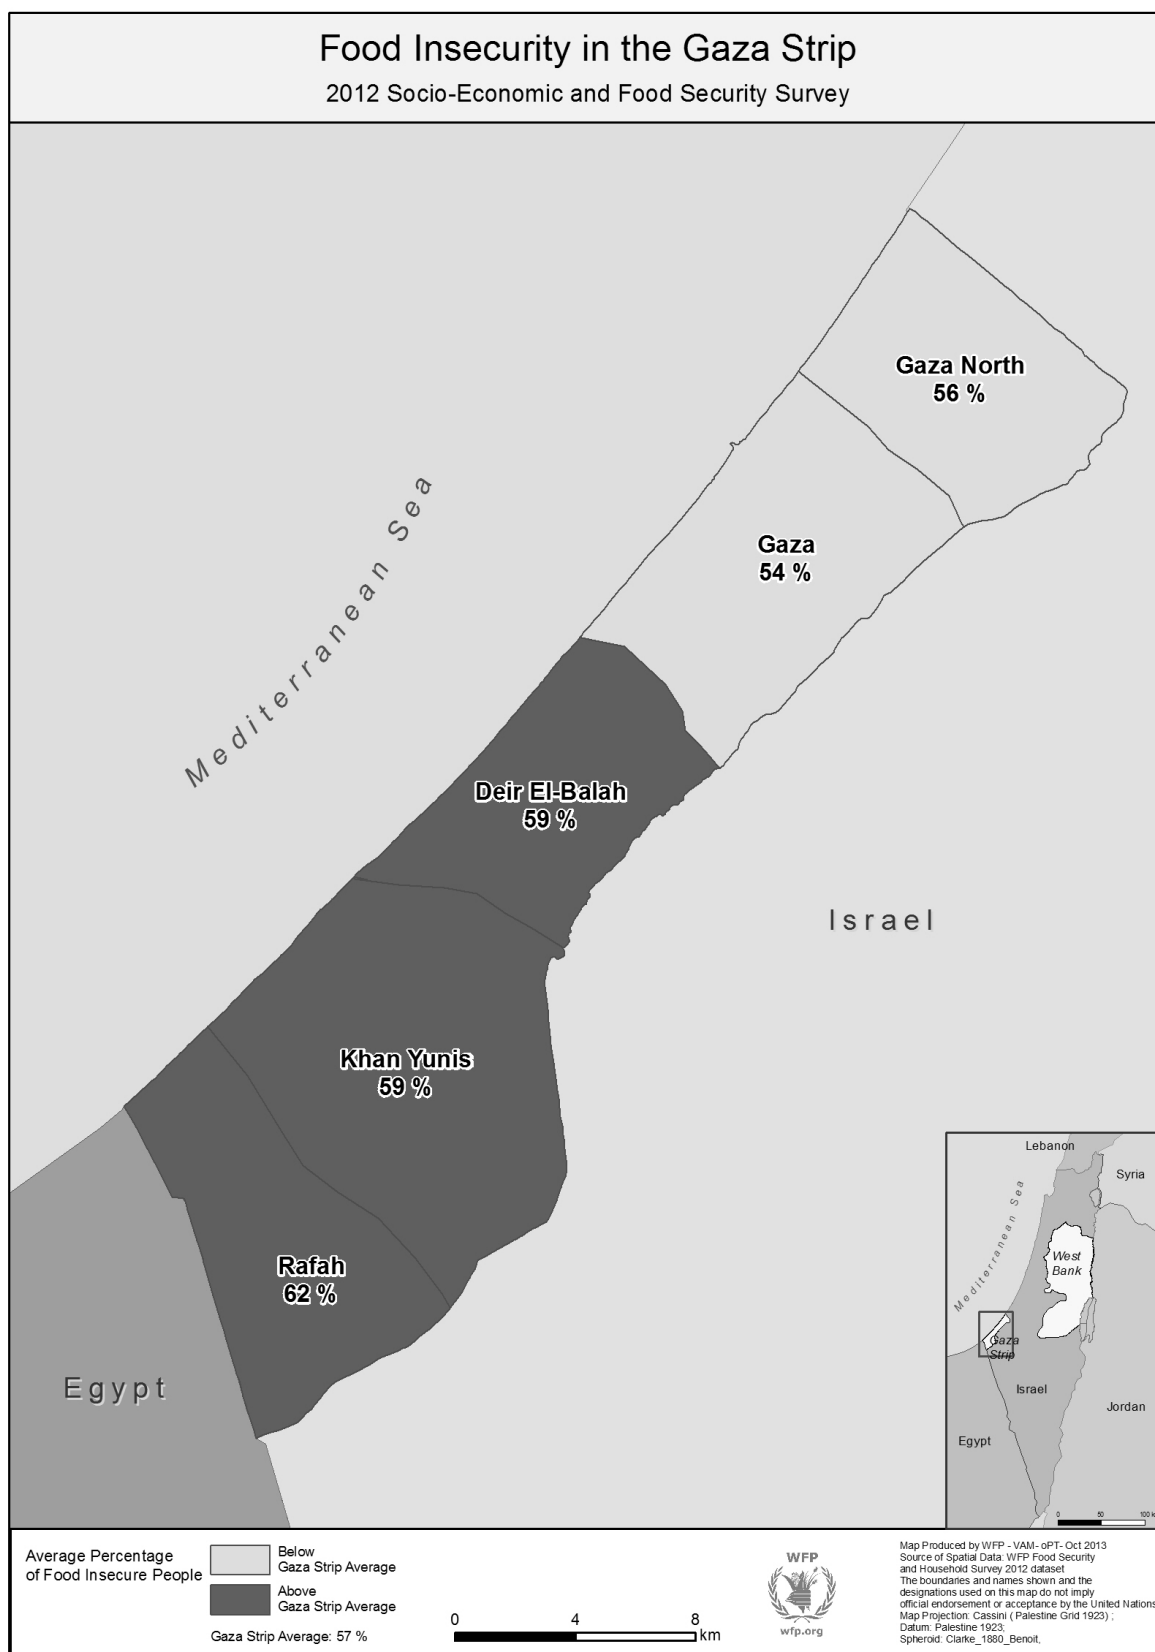 Food Insecurity in the Gaza Strip
2012 Socio-Economic and Food Security Survey
Gaza North
56 %
Gaza
54 %
Mediterranean Sea
Deir El-Balah
59 %
Israel
Khan Yunis
59 %
Rafah
62 %
Egypt
Lebanon
Syria
Mediterranean Sea
West
Bank
Gaza
Strip
Israel
Jordan
Egypt
0 50 100 k
Average Percentage
of Food Insecure People
Below
Gaza Strip Average
Above
Gaza Strip Average
Gaza Strip Average: 57 %
0 4 8
km
WFP
wfp.org
Map Produced by WFP - VAM- oPT- Oct 2013
Source of Spatial Data: WFP Food Security
and Household Survey 2012 dataset
The boundaries and names shown and the
designations used on this map do not imply
official endorsement or acceptance by the United Nations
Map Projection: Cassini ( Palestine Grid 1923) ;
Datum: Palestine 1923;
Spheroid: Clarke_1880_Benoit,